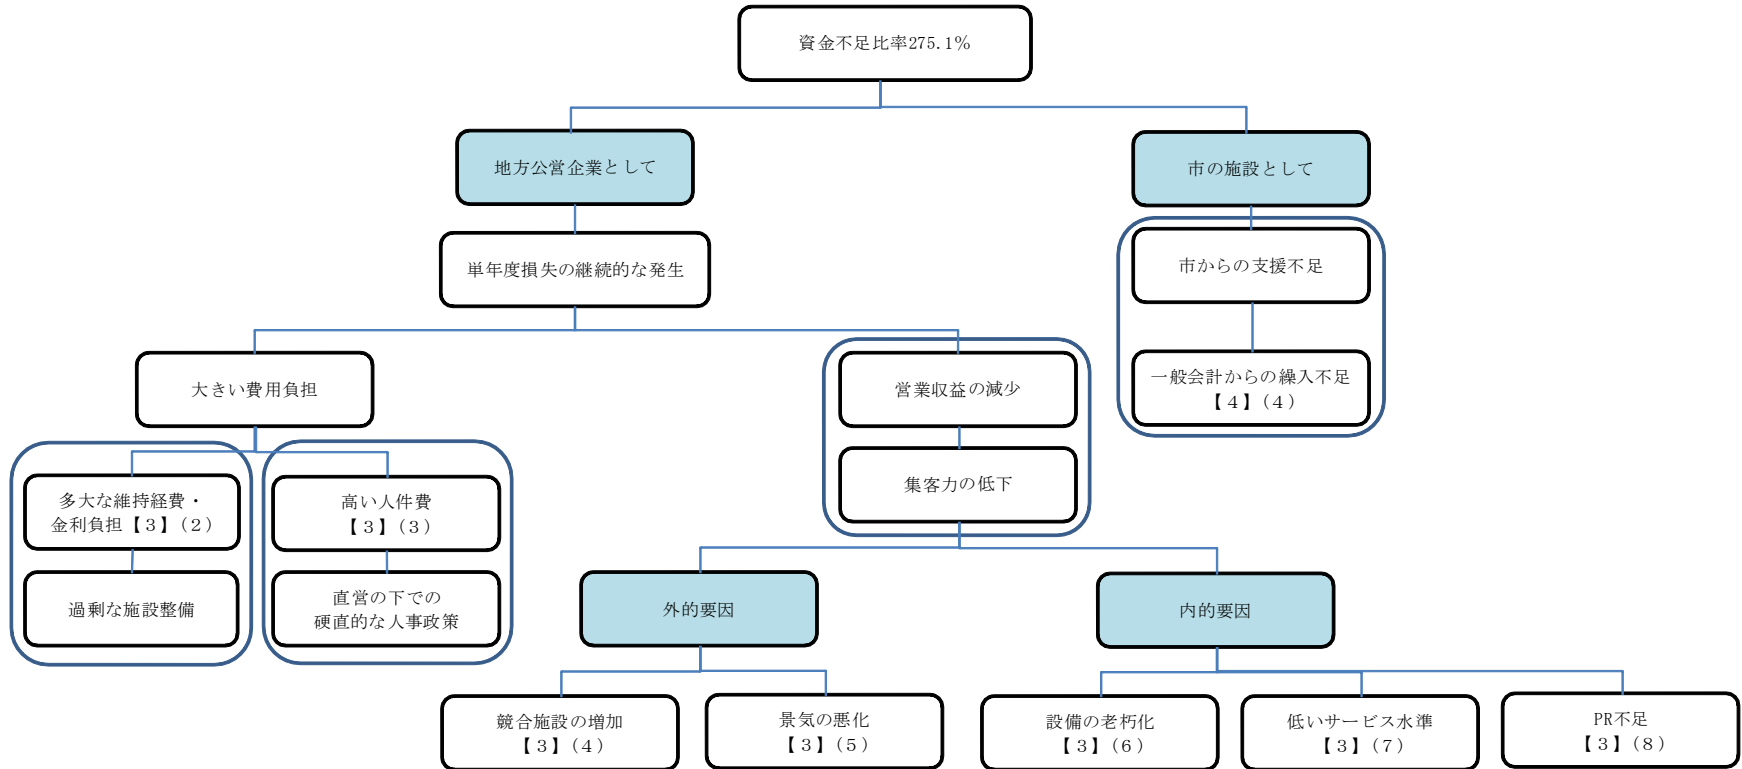 資金不足比率275.1％
地方公営企業として
市の施設として
単年度損失の継続的な発生
市からの支援不足
大きい費用負担
営業収益の減少
一般会計からの繰入不足
【４】（４）
多大な維持経費・
金利負担【３】（２）
高い人件費
【３】（３）
集客力の低下
過剰な施設整備
直営の下での
硬直的な人事政策
外的要因
内的要因
競合施設の増加
【３】（４）
景気の悪化
【３】（５）
設備の老朽化
【３】（６）
低いサービス水準
【３】（７）
PR不足
【３】（８）